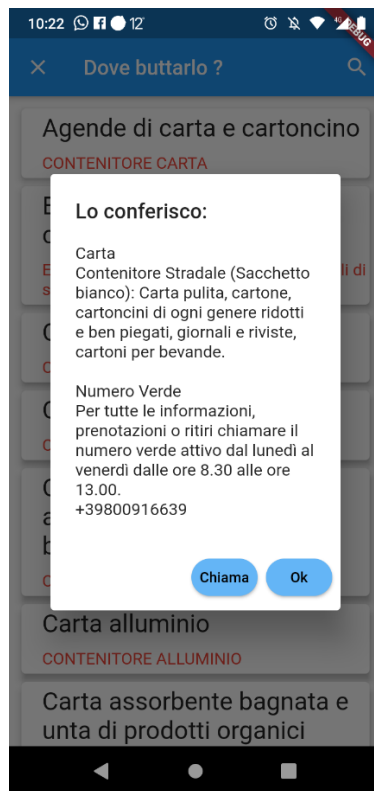 10:22 12°
4G
DEBUG
Dove buttarlo ?
Agende di carta e cartoncino
CONTENITORE CARTA
Lo conferisco:
Carta
Contenitore Stradale (Sacchetto
bianco): Carta pulita, cartone,
cartoncini di ogni genere ridotti
e ben piegati, giornali e riviste,
cartoni per bevande.
Numero Verde
Per tutte le informazioni,
prenotazioni o ritiri chiamare il
numero verde attivo dal lunedì al
venerdì dalle ore 8.30 alle ore
13.00.
+39800916639
Chiama Ok
Carta alluminio
CONTENITORE ALLUMINIO
Carta assorbente bagnata e
unta di prodotti organici